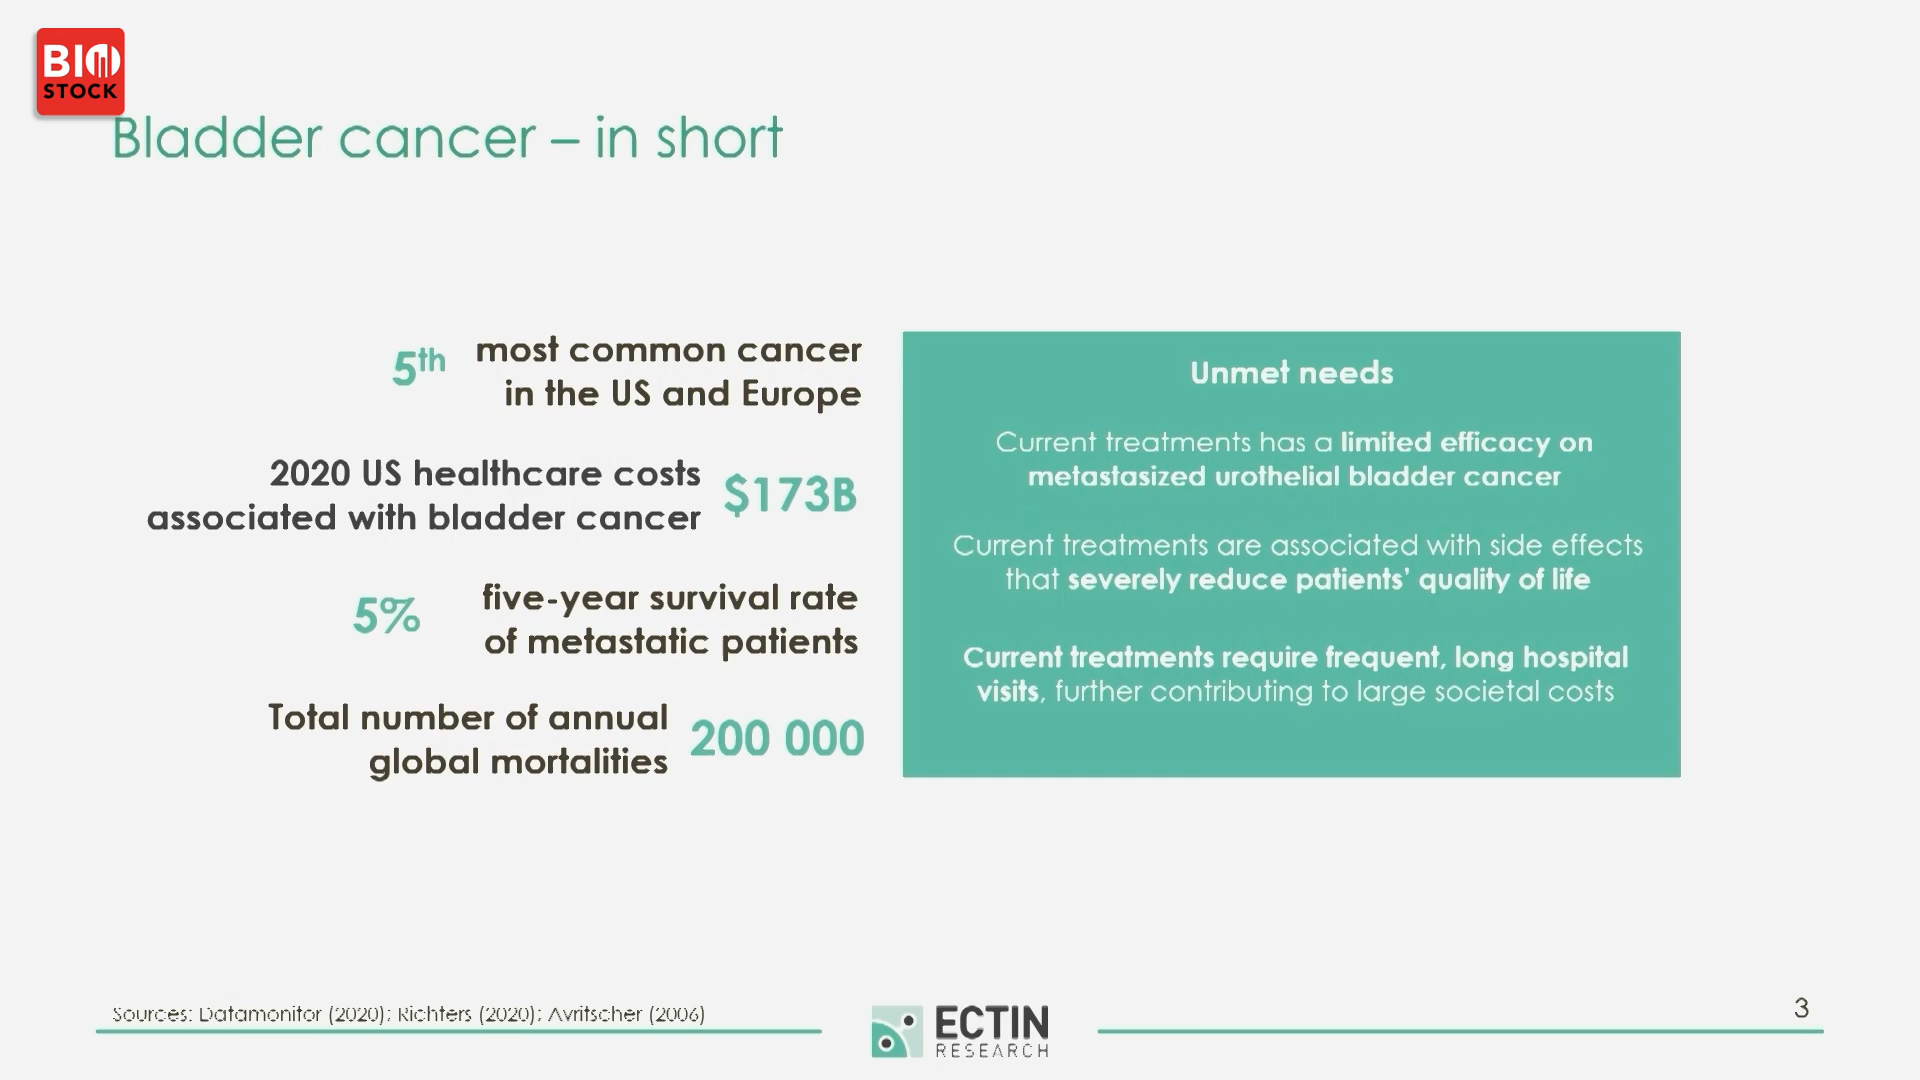 BIO
STOCK
Bladder cancer – in short
5th most common cancer
in the US and Europe
2020 US healthcare costs
associated with bladder cancer $173B
5% five-year survival rate
of metastatic patients
Total number of annual
global mortalities 200 000
Unmet needs
Current treatments has a limited efficacy on
metastasized urothelial bladder cancer
Current treatments are associated with side effects
that severely reduce patients' quality of life
Current treatments require frequent, long hospital
visits, further contributing to large societal costs
Sources: Datamonitor (2020); Richters (2020); Avritscher (2006)
ECTIN
RESEARCH
3